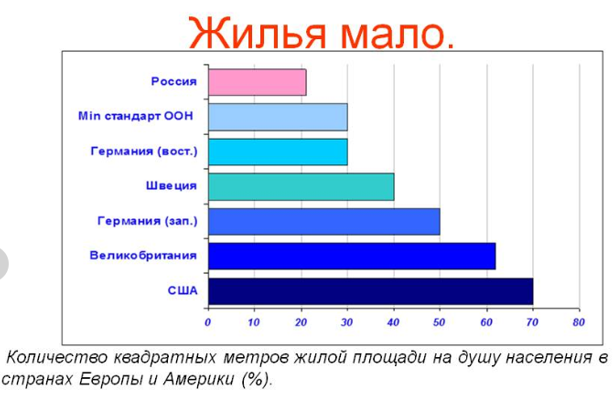 Жилья мало.
Россия
Min стандарт ООН
Германия (вост.)
Швеция
Германия (зап.)
Великобритания
США
0 10 20 30 40 50 60 70 80
Количество квадратных метров жилой площади на душу населения в
странах Европы и Америки (%).